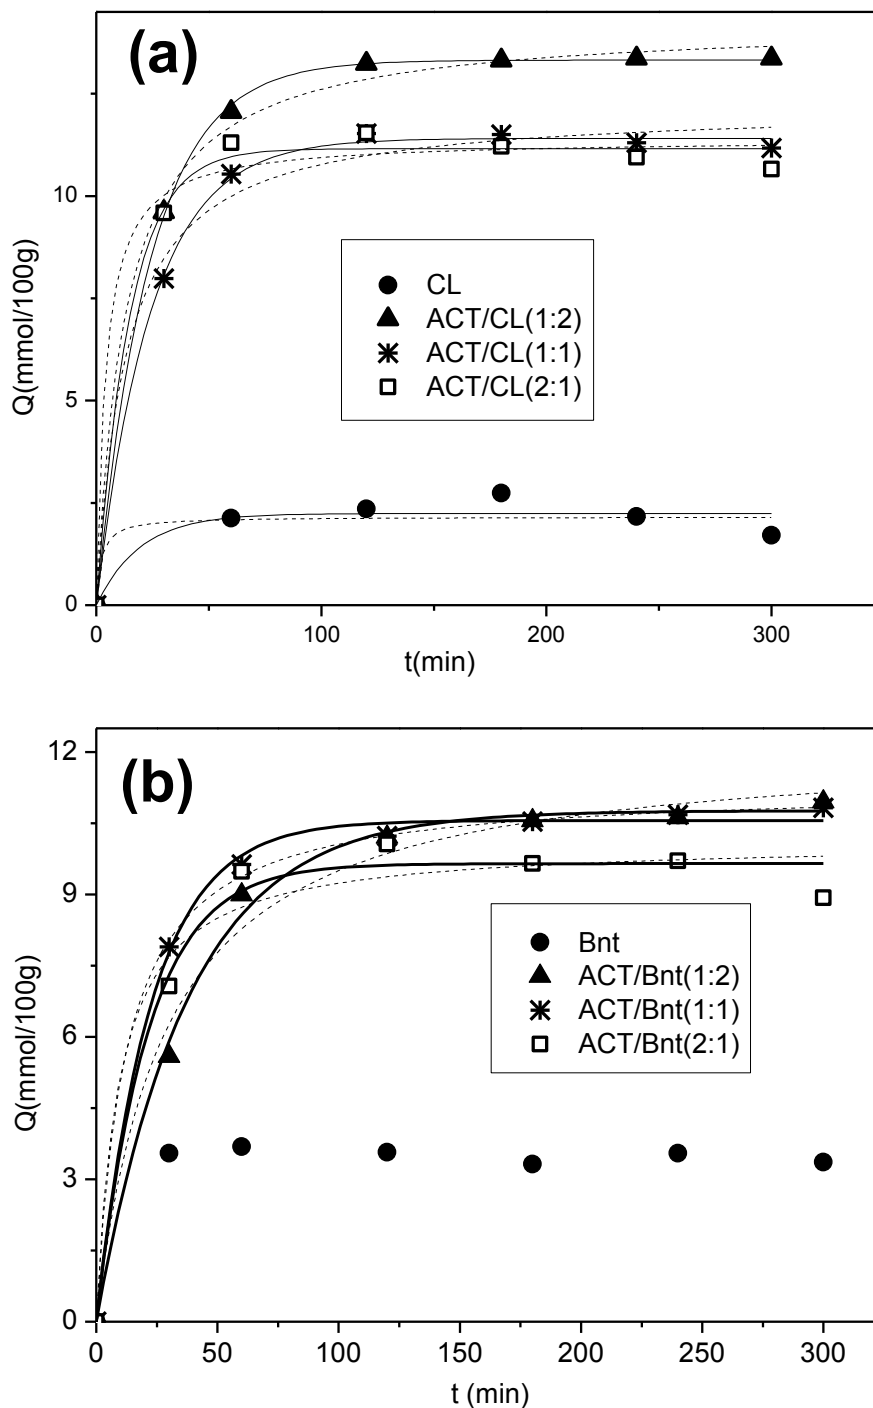 (a)
10
5
0
Q(mmol/100g)
CL
ACT/CL(1:2)
ACT/CL(1:1)
ACT/CL(2:1)
0 100 200 300
t(min)
(b)
12
9
6
3
0
Q(mmol/100g)
Bnt
ACT/Bnt(1:2)
ACT/Bnt(1:1)
ACT/Bnt(2:1)
0 50 100 150 200 250 300
t (min)